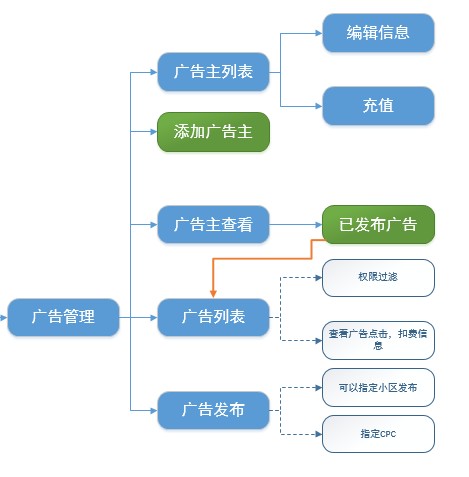 编辑信息
广告主列表
充值
添加广告主
广告主查看
已发布广告
权限过滤
广告管理
广告列表
查看广告点击，扣费信
息
可以指定小区发布
广告发布
指定CPC